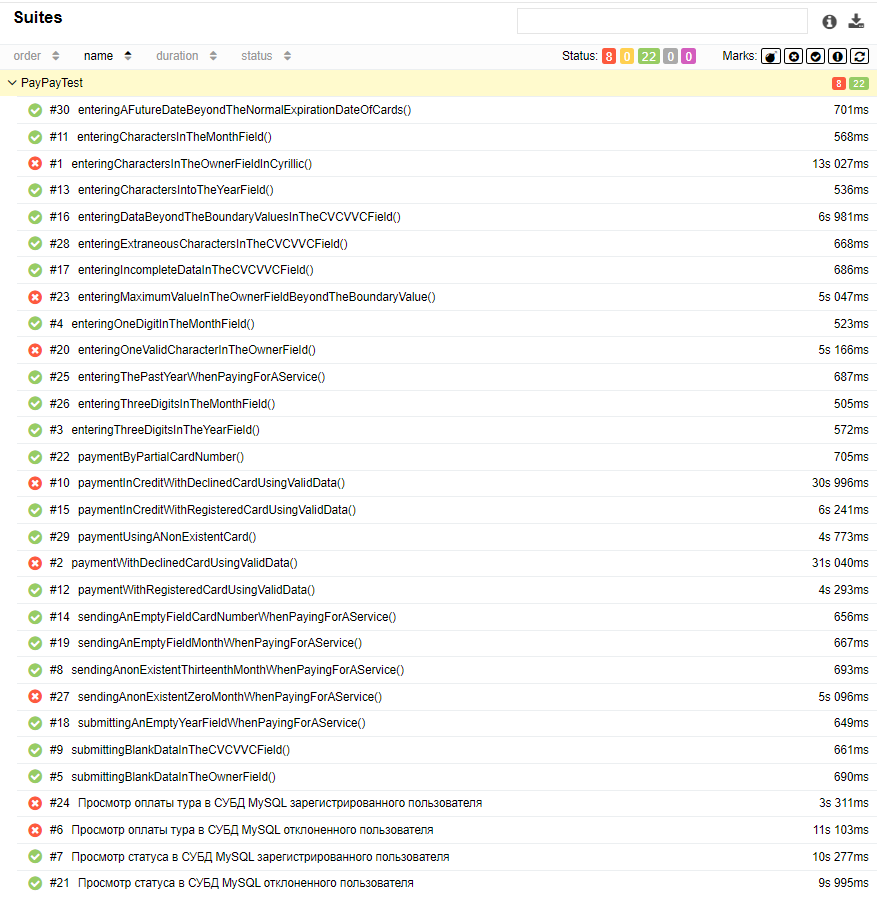 Suites
order name duration status Status: 8 0 22 0 0 Marks:
PayPayTest 8 22
#30 enteringAFutureDateBeyondTheNormalExpirationDateOfCards() 701ms
#11 enteringCharactersInTheMonthField() 568ms
#1 enteringCharactersInTheOwnerFieldInCyrillic() 13s 027ms
#13 enteringCharactersIntoTheYearField() 536ms
#16 enteringDataBeyondTheBoundaryValuesInTheCVCVVCField() 6s 981ms
#28 enteringExtraneousCharactersInTheCVCVVCField() 668ms
#17 enteringIncompleteDataInTheCVCVVCField() 686ms
#23 enteringMaximumValueInTheOwnerFieldBeyondTheBoundaryValue() 5s 047ms
#4 enteringOneDigitInTheMonthField() 523ms
#20 enteringOneValidCharacterInTheOwnerField() 5s 166ms
#25 enteringThePastYearWhenPayingForAService() 687ms
#26 enteringThreeDigitsInTheMonthField() 505ms
#3 enteringThreeDigitsInTheYearField() 572ms
#22 paymentByPartialCardNumber() 705ms
#10 paymentInCreditWithDeclinedCardUsingValidData() 30s 996ms
#15 paymentInCreditWithRegisteredCardUsingValidData() 6s 241ms
#29 paymentUsingANonExistentCard() 4s 773ms
#2 paymentWithDeclinedCardUsingValidData() 31s 040ms
#12 paymentWithRegisteredCardUsingValidData() 4s 293ms
#14 sendingAnEmptyFieldCardNumberWhenPayingForAService() 656ms
#19 sendingAnEmptyFieldMonthWhenPayingForAService() 667ms
#8 sendingAnonExistentThirteenthMonthWhenPayingForAService() 693ms
#27 sendingAnonExistentZeroMonthWhenPayingForAService() 5s 096ms
#18 submittingAnEmptyYearFieldWhenPayingForAService() 649ms
#9 submittingBlankDataInTheCVCVVCField() 661ms
#5 submittingBlankDataInTheOwnerField() 690ms
#24 Просмотр оплаты тура в СУБД MySQL зарегистрированного пользователя 3s 311ms
#6 Просмотр оплаты тура в СУБД MySQL отклоненного пользователя 11s 103ms
#7 Просмотр статуса в СУБД MySQL зарегистрированного пользователя 10s 277ms
#21 Просмотр статуса в СУБД MySQL отклоненного пользователя 9s 995ms